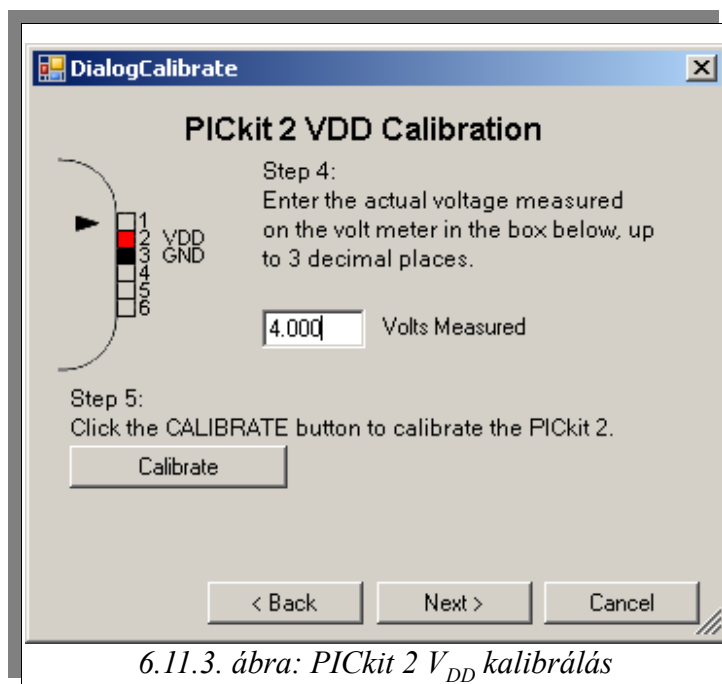 DialogCalibrate
PICkit 2 VDD Calibration
Step 4:
Enter the actual voltage measured
on the volt meter in the box below, up
to 3 decimal places.
1
2 VDD
3 GND
4
5
6
4.000 Volts Measured
Step 5:
Click the CALIBRATE button to calibrate the PICkit 2.
Calibrate
< Back Next > Cancel
6.11.3. ábra: PICkit 2 VDD kalibrálás